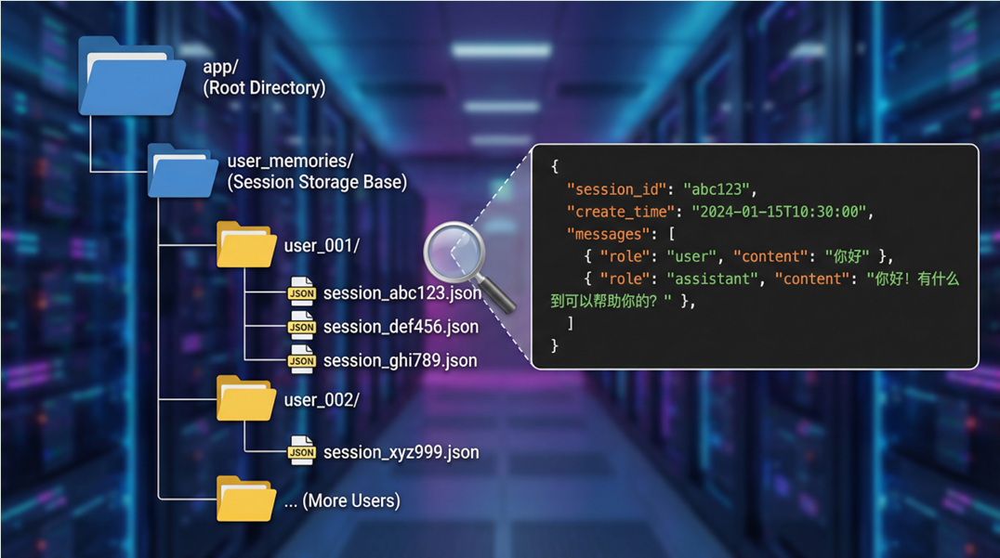 app/
(Root Directory)
user_memories/
(Session Storage Base)
user_001/
JSON session_abc123.json
JSON session_def456.json
JSON session_ghi789.json
user_002/
JSON session_xyz999.json
... (More Users)
{
"session_id": "abc123",
"create_time": "2024-01-15T10:30:00",
"messages": [
{ "role": "user", "content": "你好" },
{ "role": "assistant", "content": "你好！有什么
到可以帮助你的？" },
]
}